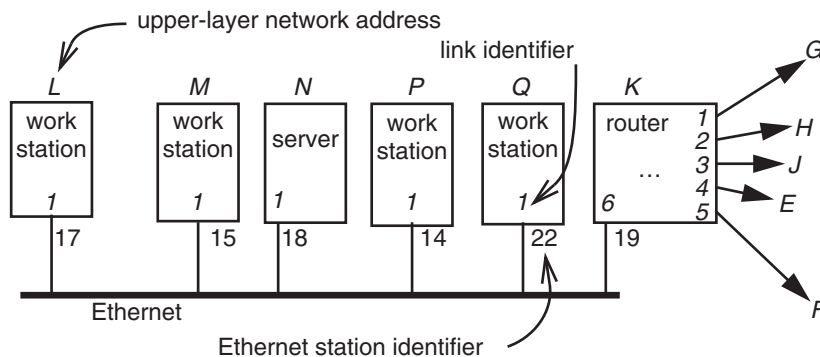 upper-layer network address
link identifier
L M N P Q K
G
H
J
E
F
work station
work station
server
work station
work station
router
...
1 1 1 1 1 6
1
2
3
4
5
17 15 18 14 22 19
Ethernet
Ethernet station identifier